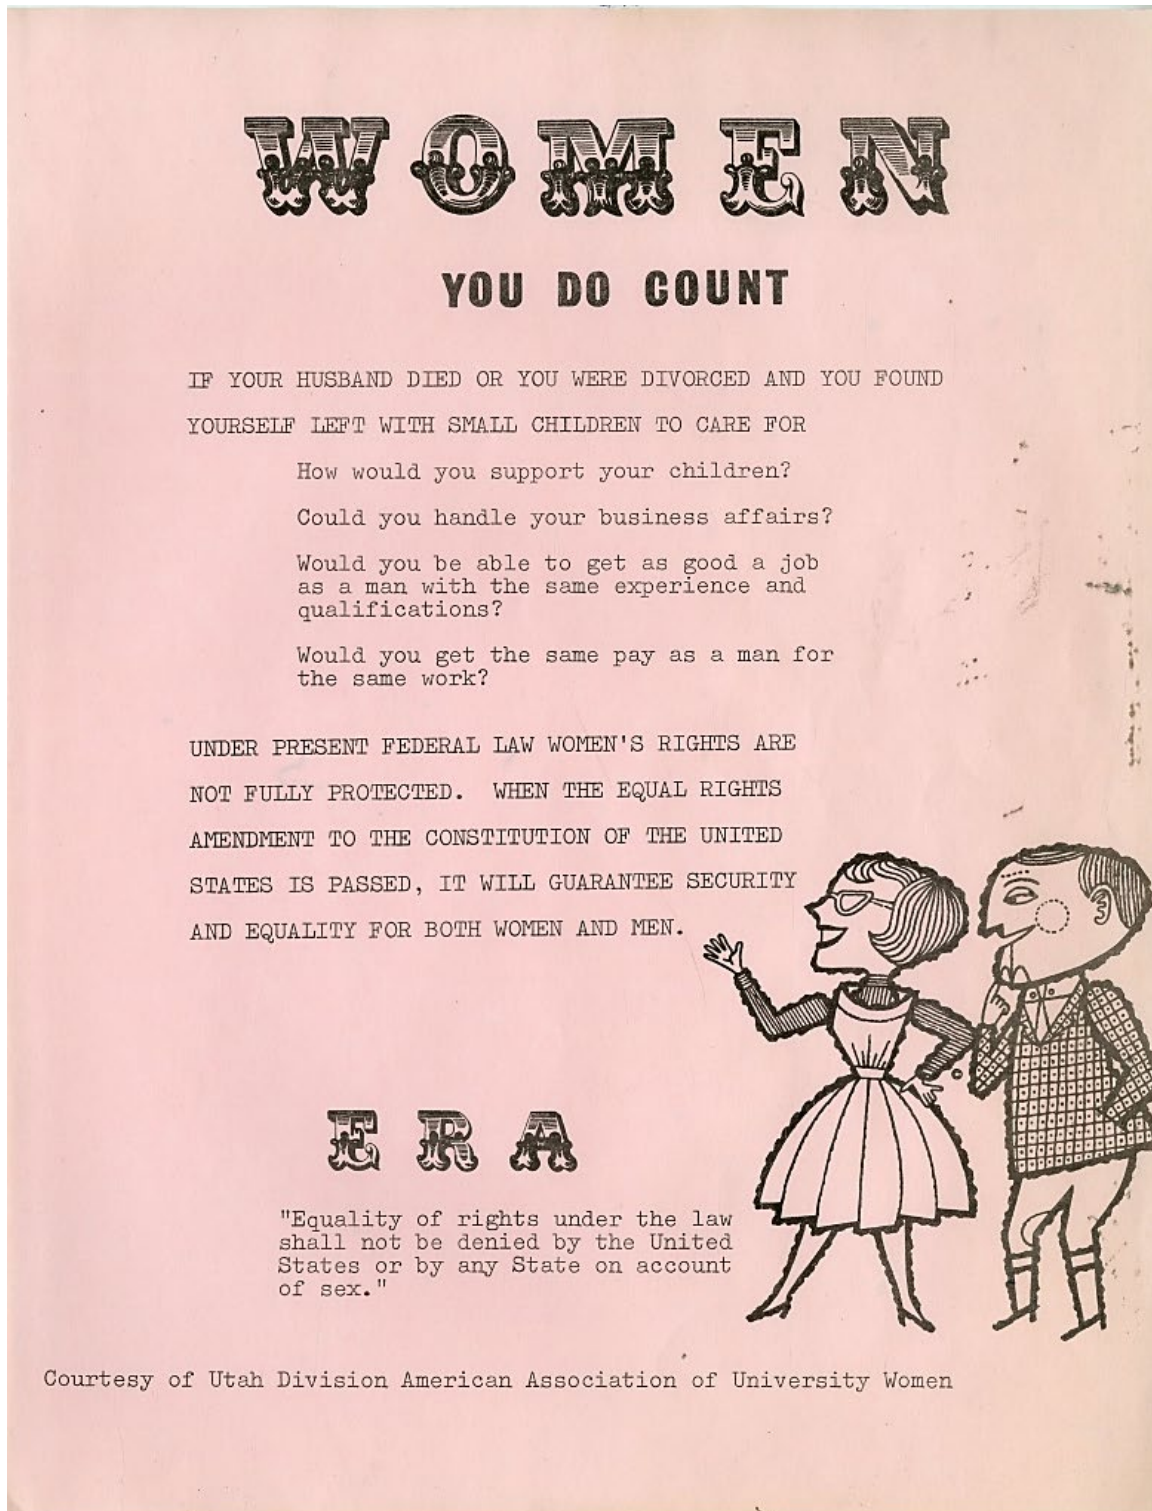 WOMEN
YOU DO COUNT
IF YOUR HUSBAND DIED OR YOU WERE DIVORCED AND YOU FOUND
YOURSELF LEFT WITH SMALL CHILDREN TO CARE FOR
How would you support your children?
Could you handle your business affairs?
Would you be able to get as good a job
as a man with the same experience and
qualifications?
Would you get the same pay as a man for
the same work?
UNDER PRESENT FEDERAL LAW WOMEN'S RIGHTS ARE
NOT FULLY PROTECTED. WHEN THE EQUAL RIGHTS
AMENDMENT TO THE CONSTITUTION OF THE UNITED
STATES IS PASSED, IT WILL GUARANTEE SECURITY
AND EQUALITY FOR BOTH WOMEN AND MEN.
ERA
"Equality of rights under the law
shall not be denied by the United
States or by any State on account
of sex."
Courtesy of Utah Division American Association of University Women